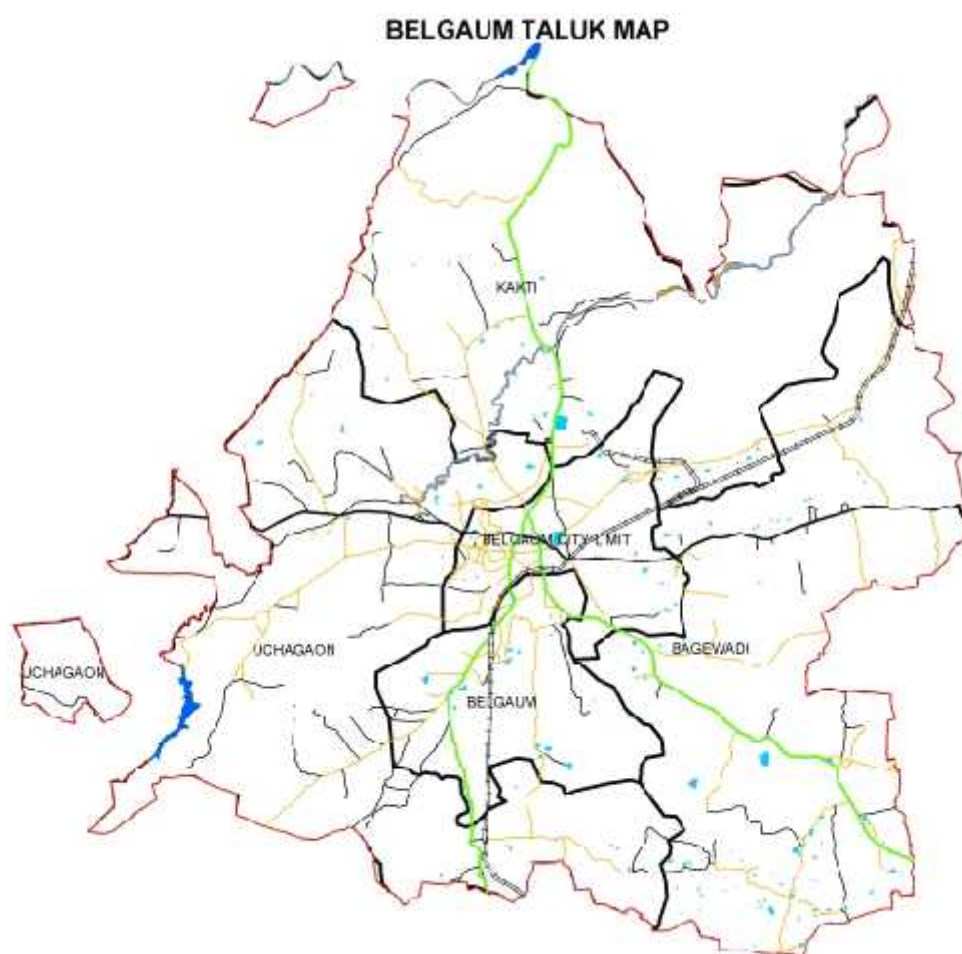 BELGAUM TALUK MAP
KAKTI
BELGAUM CITY LIMIT
UCHAGAON
UCHAGAON
BAGEWADI
BELGAUM